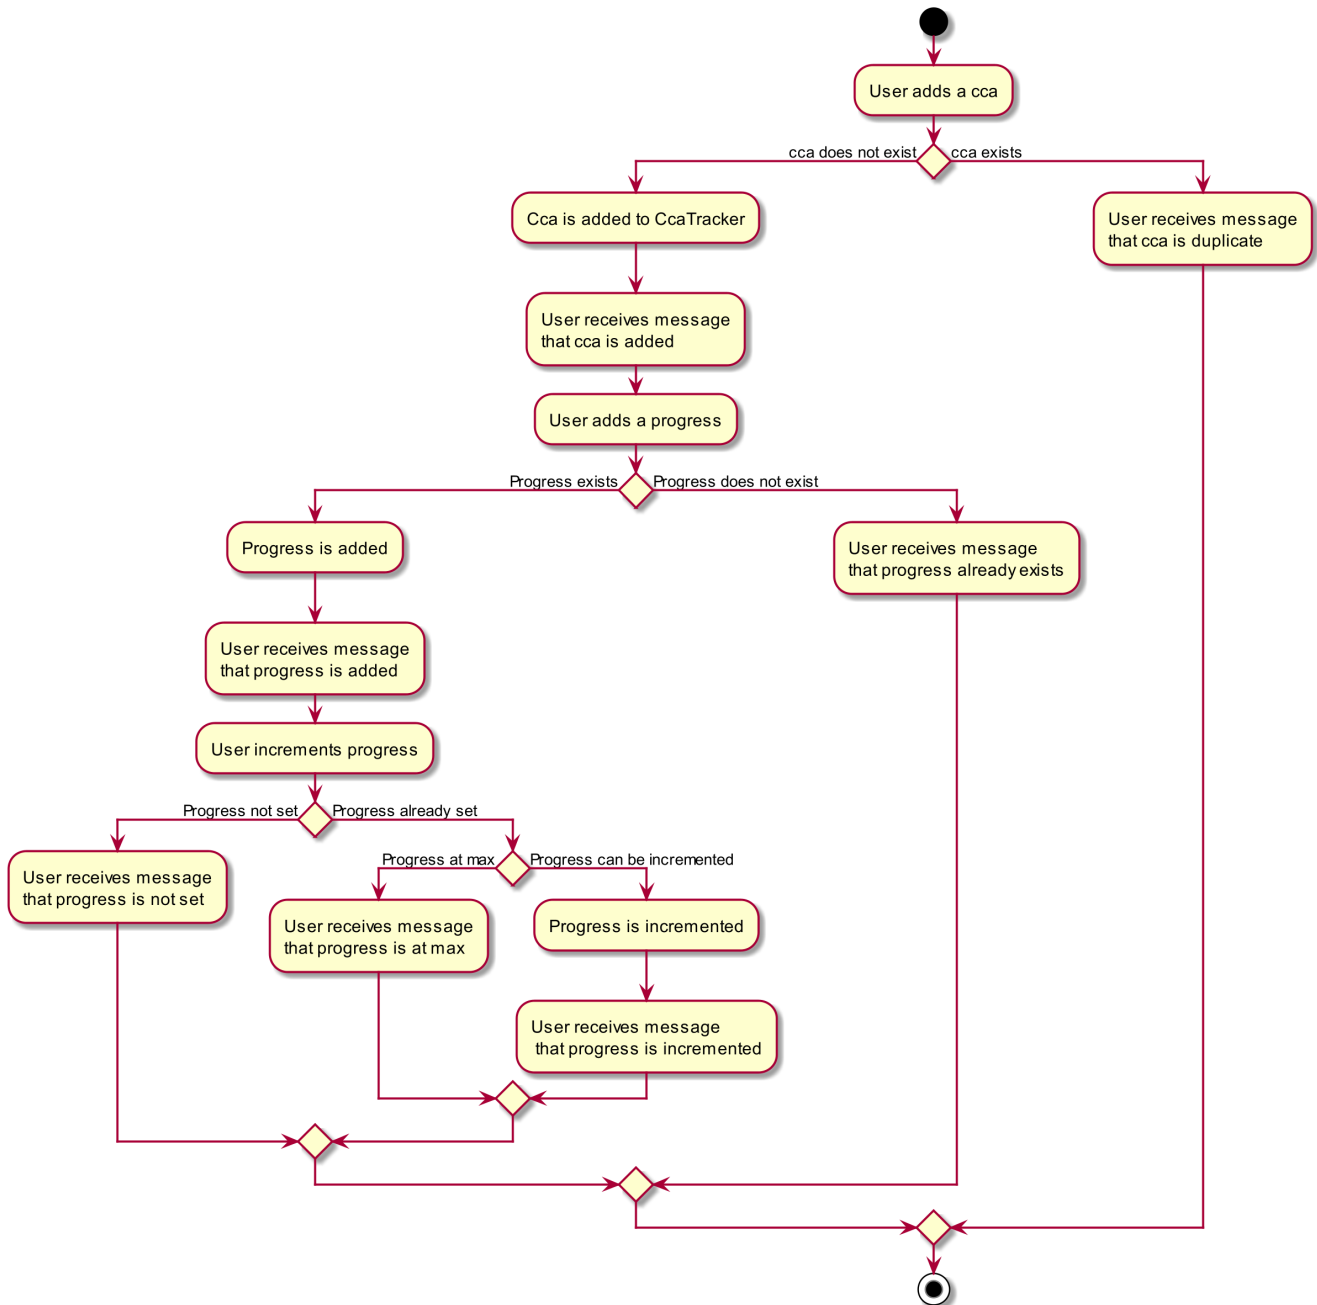 User adds a cca
cca does not exist
cca exists
Cca is added to CcaTracker
User receives message
that cca is duplicate
User receives message
that cca is added
User adds a progress
Progress exists
Progress does not exist
Progress is added
User receives message
that progress already exists
User receives message
that progress is added
User increments progress
Progress not set
Progress already set
User receives message
that progress is not set
Progress at max
Progress can be incremented
User receives message
that progress is at max
Progress is incremented
User receives message
that progress is incremented